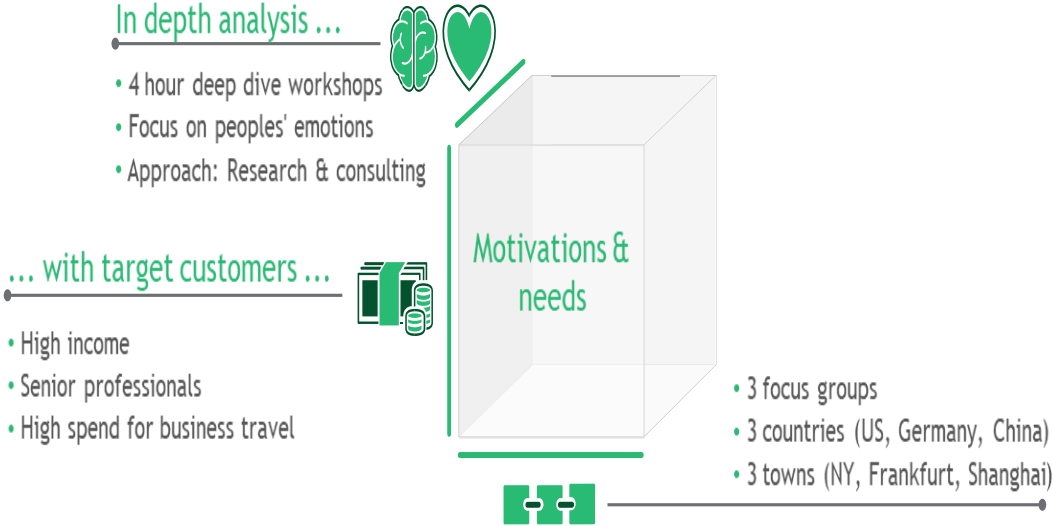 In depth analysis ...
• 4 hour deep dive workshops
• Focus on peoples' emotions
• Approach: Research & consulting
... with target customers ...
• High income
• Senior professionals
• High spend for business travel
Motivations &
needs
• 3 focus groups
• 3 countries (US, Germany, China)
• 3 towns (NY, Frankfurt, Shanghai)